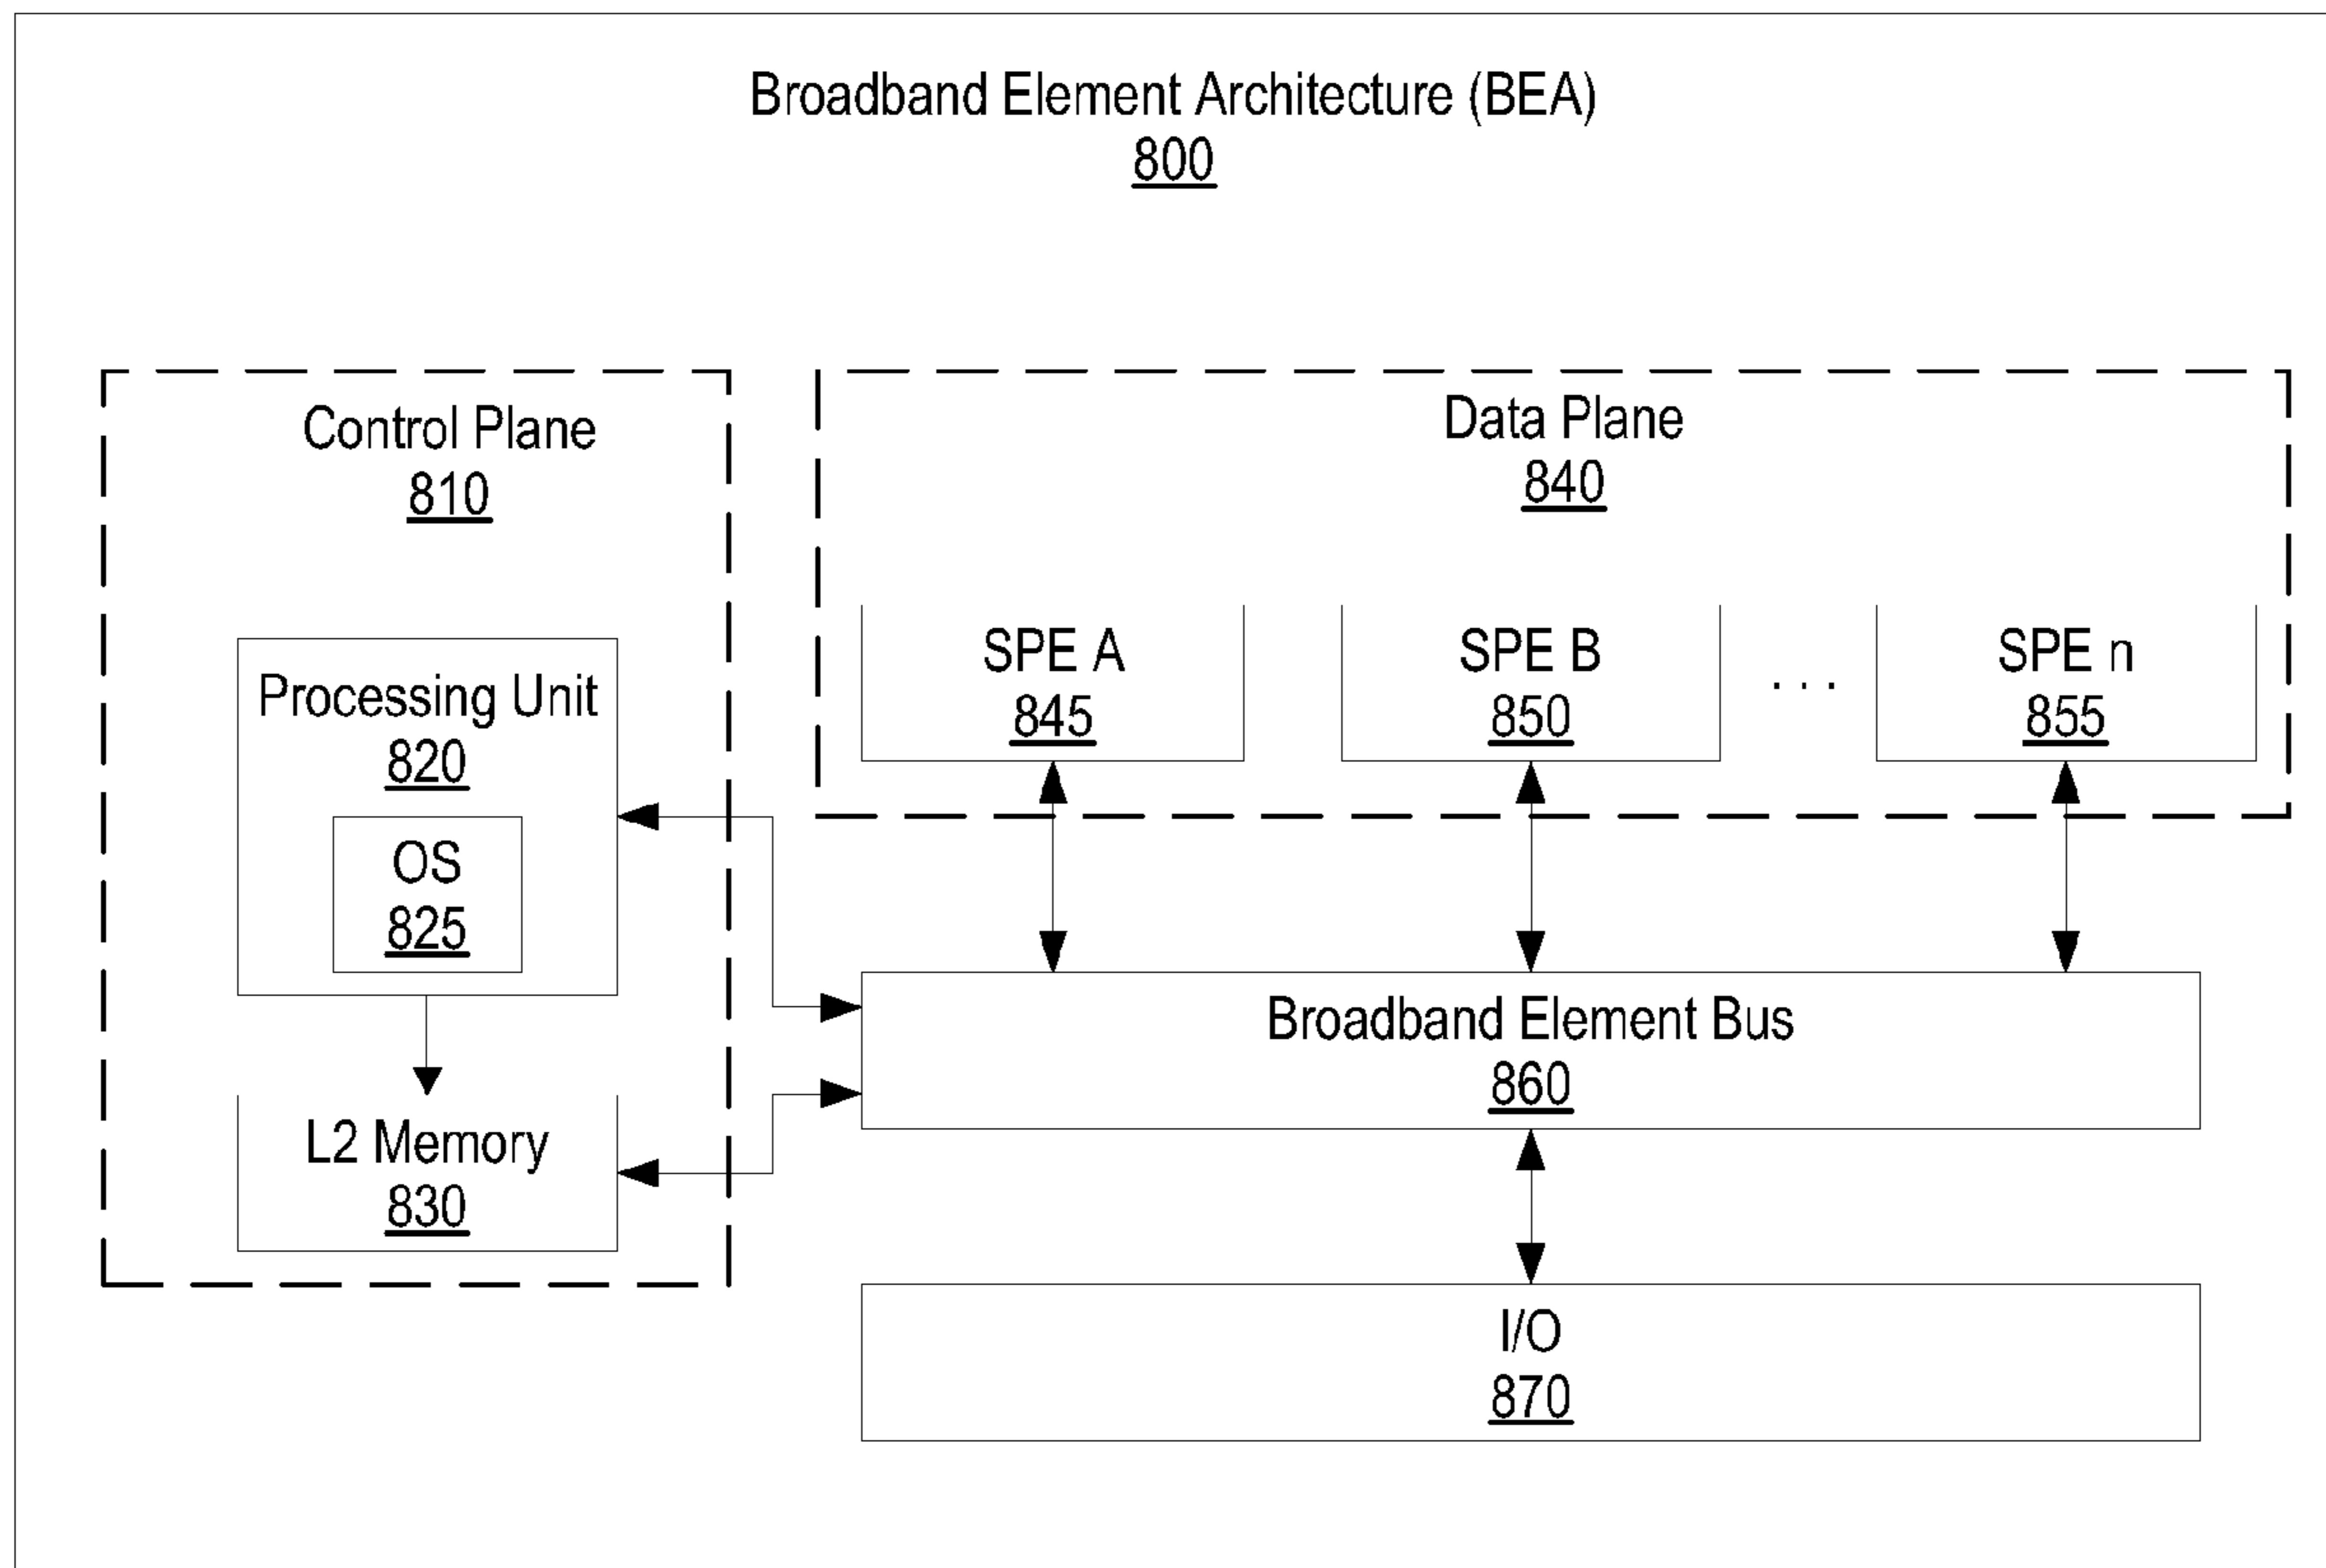 Broadband Element Architecture (BEA)
800
Control Plane
810
Processing Unit
820
OS
825
L2 Memory
830
Data Plane
840
SPE A
845
SPE B
850
. . .
SPE n
855
Broadband Element Bus
860
I/O
870